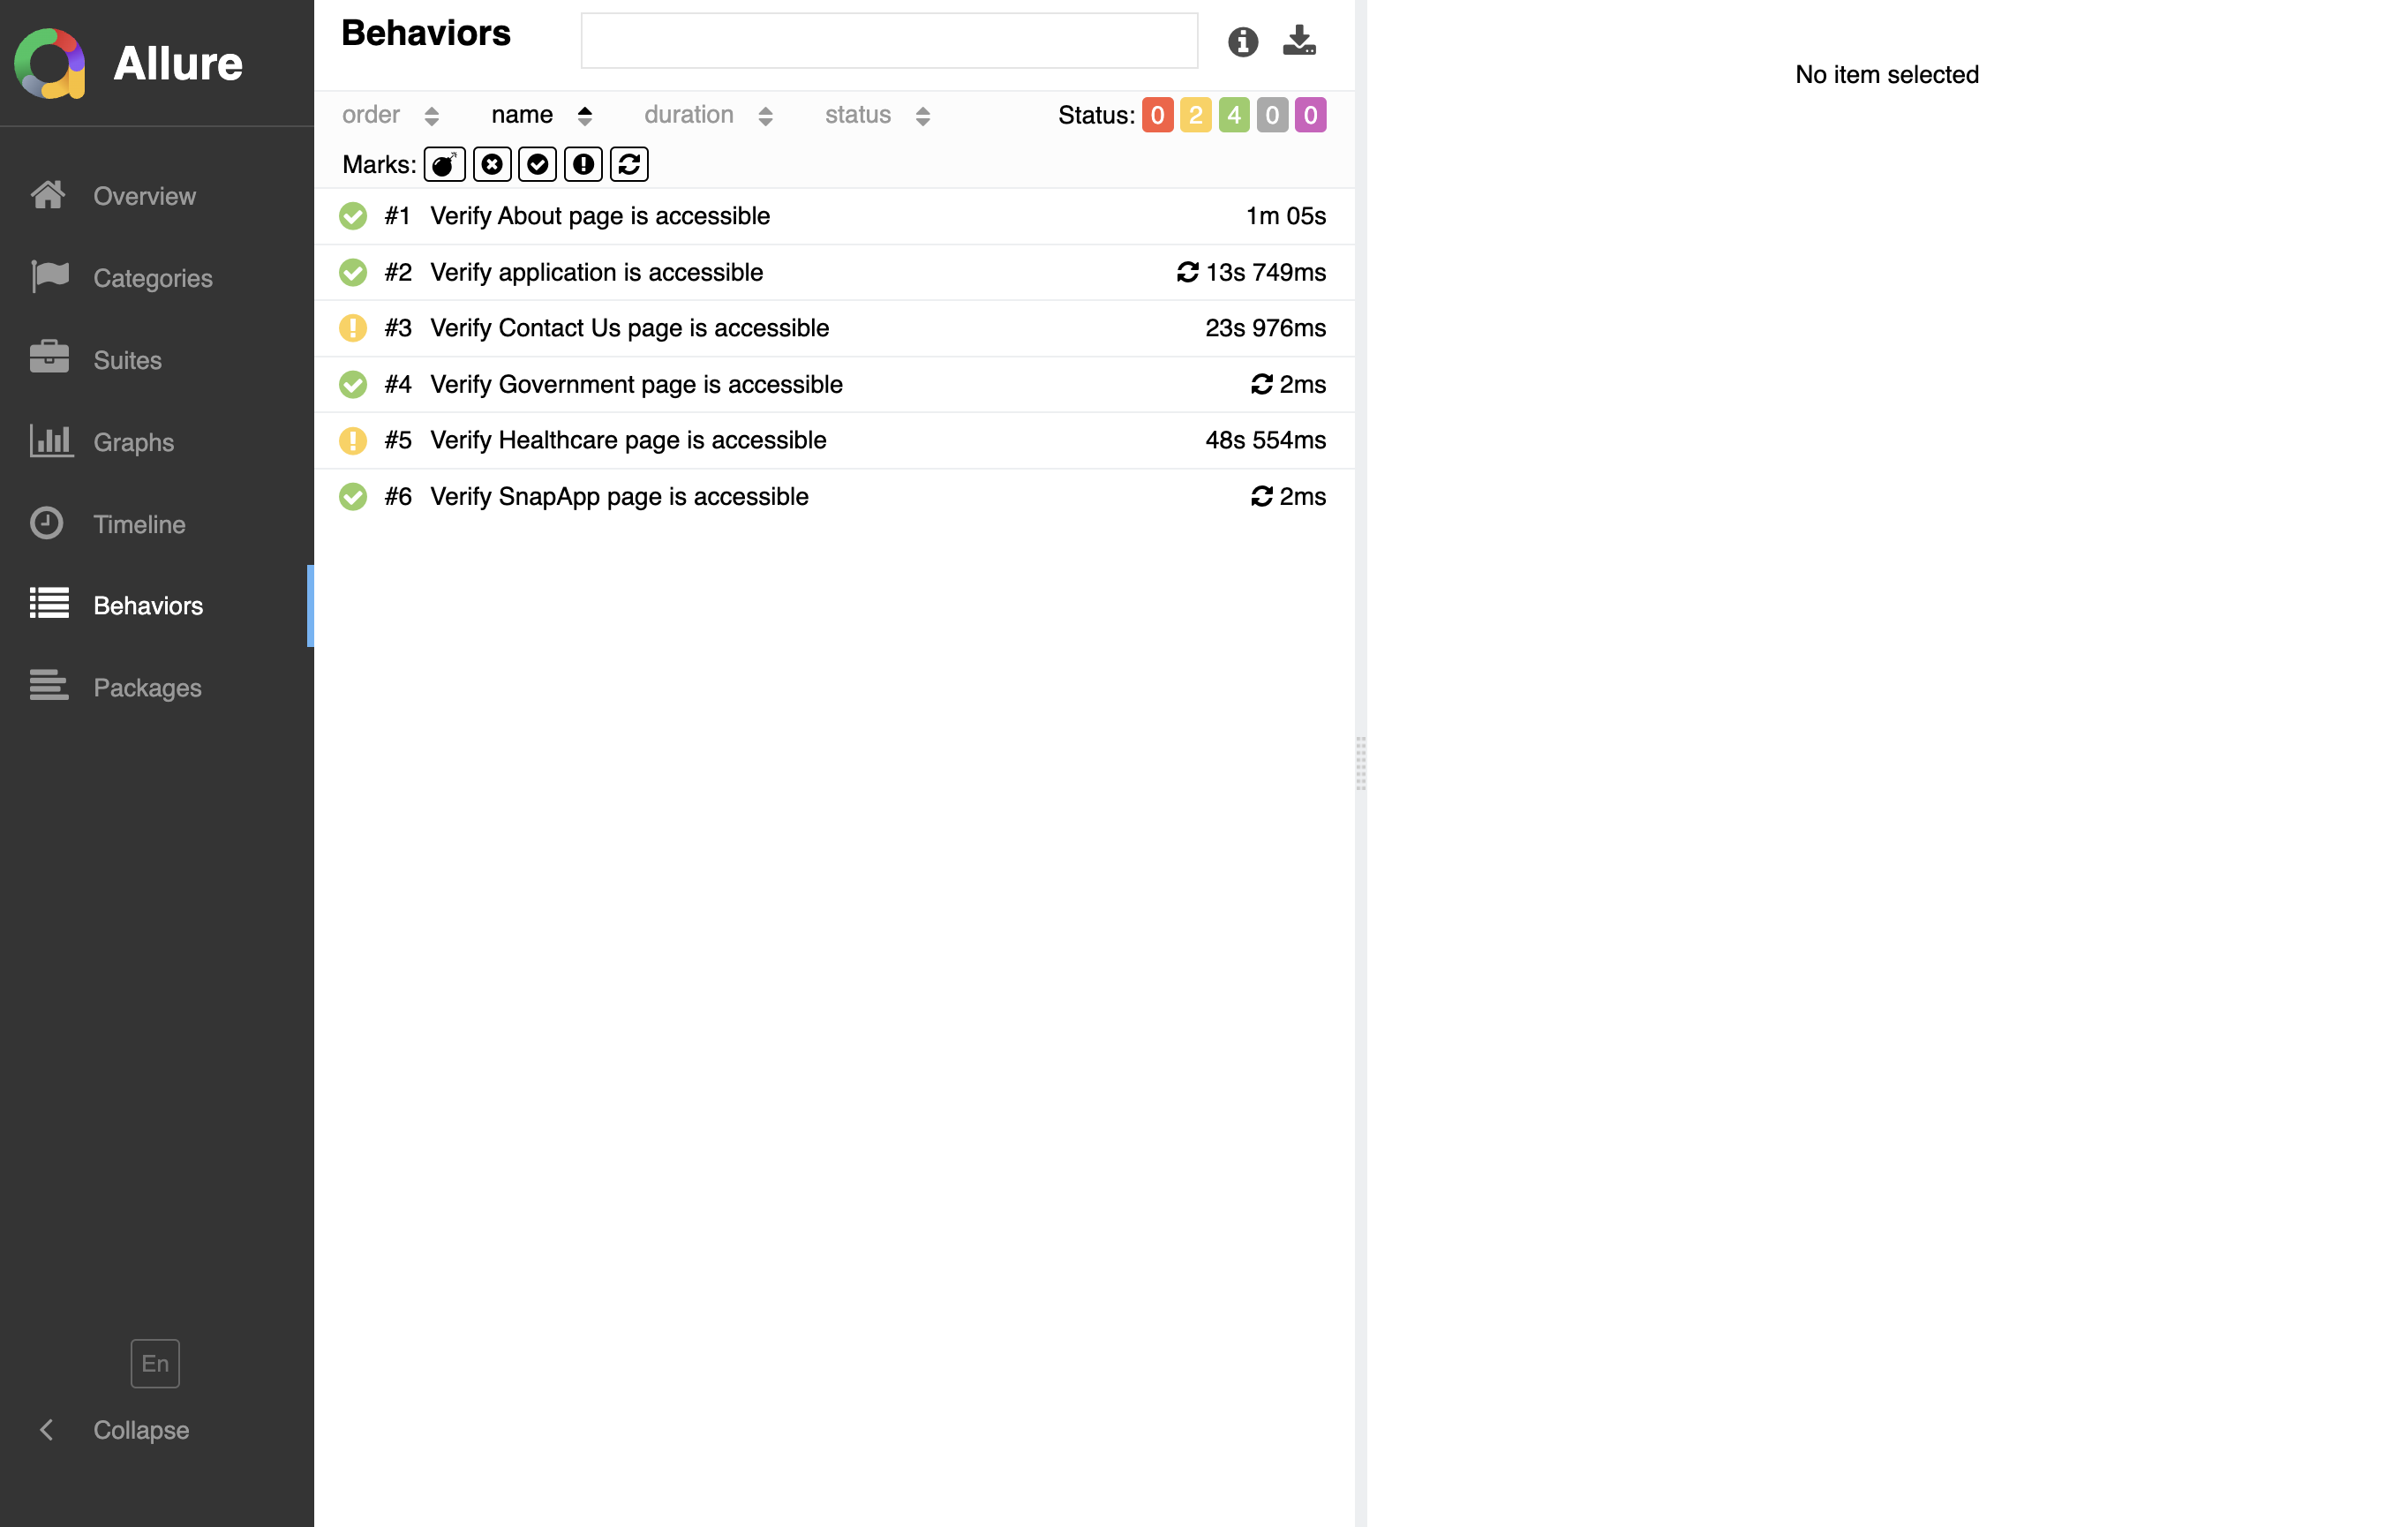 Allure
Overview
Categories
Suites
Graphs
Timeline
Behaviors
Packages
En
Collapse
Behaviors
order name duration status Status: 0 2 4 0 0
Marks:
#1 Verify About page is accessible 1m 05s
#2 Verify application is accessible 13s 749ms
#3 Verify Contact Us page is accessible 23s 976ms
#4 Verify Government page is accessible 2ms
#5 Verify Healthcare page is accessible 48s 554ms
#6 Verify SnapApp page is accessible 2ms
No item selected